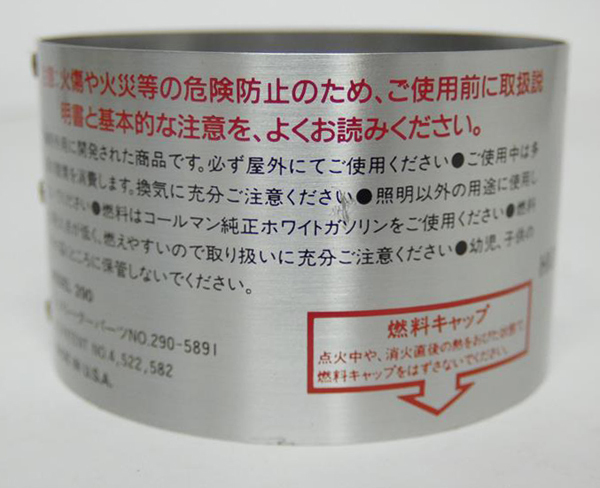 意：火傷や火災等の危険防止のため、ご使用前に取扱説
明書と基本的な注意を、よくお読みください。
に開発された商品です。必ず屋外にてご使用ください●ご使用中は多
を消費します。換気に充分ご注意ください●照明以外の用途に使用し
ください●燃料はコールマン純正ホワイトガソリンをご使用ください●燃料
が低く、燃えやすいので取り扱いに充分ご注意ください●幼児、子供の
ところに保管しないでください。
290
ーターパーツNO.290-5891
NO.4,522,582
U.S.A.
燃料キャップ
点火中や、消火直後の熱をおびた状態で
燃料キャップをはずさないでください。